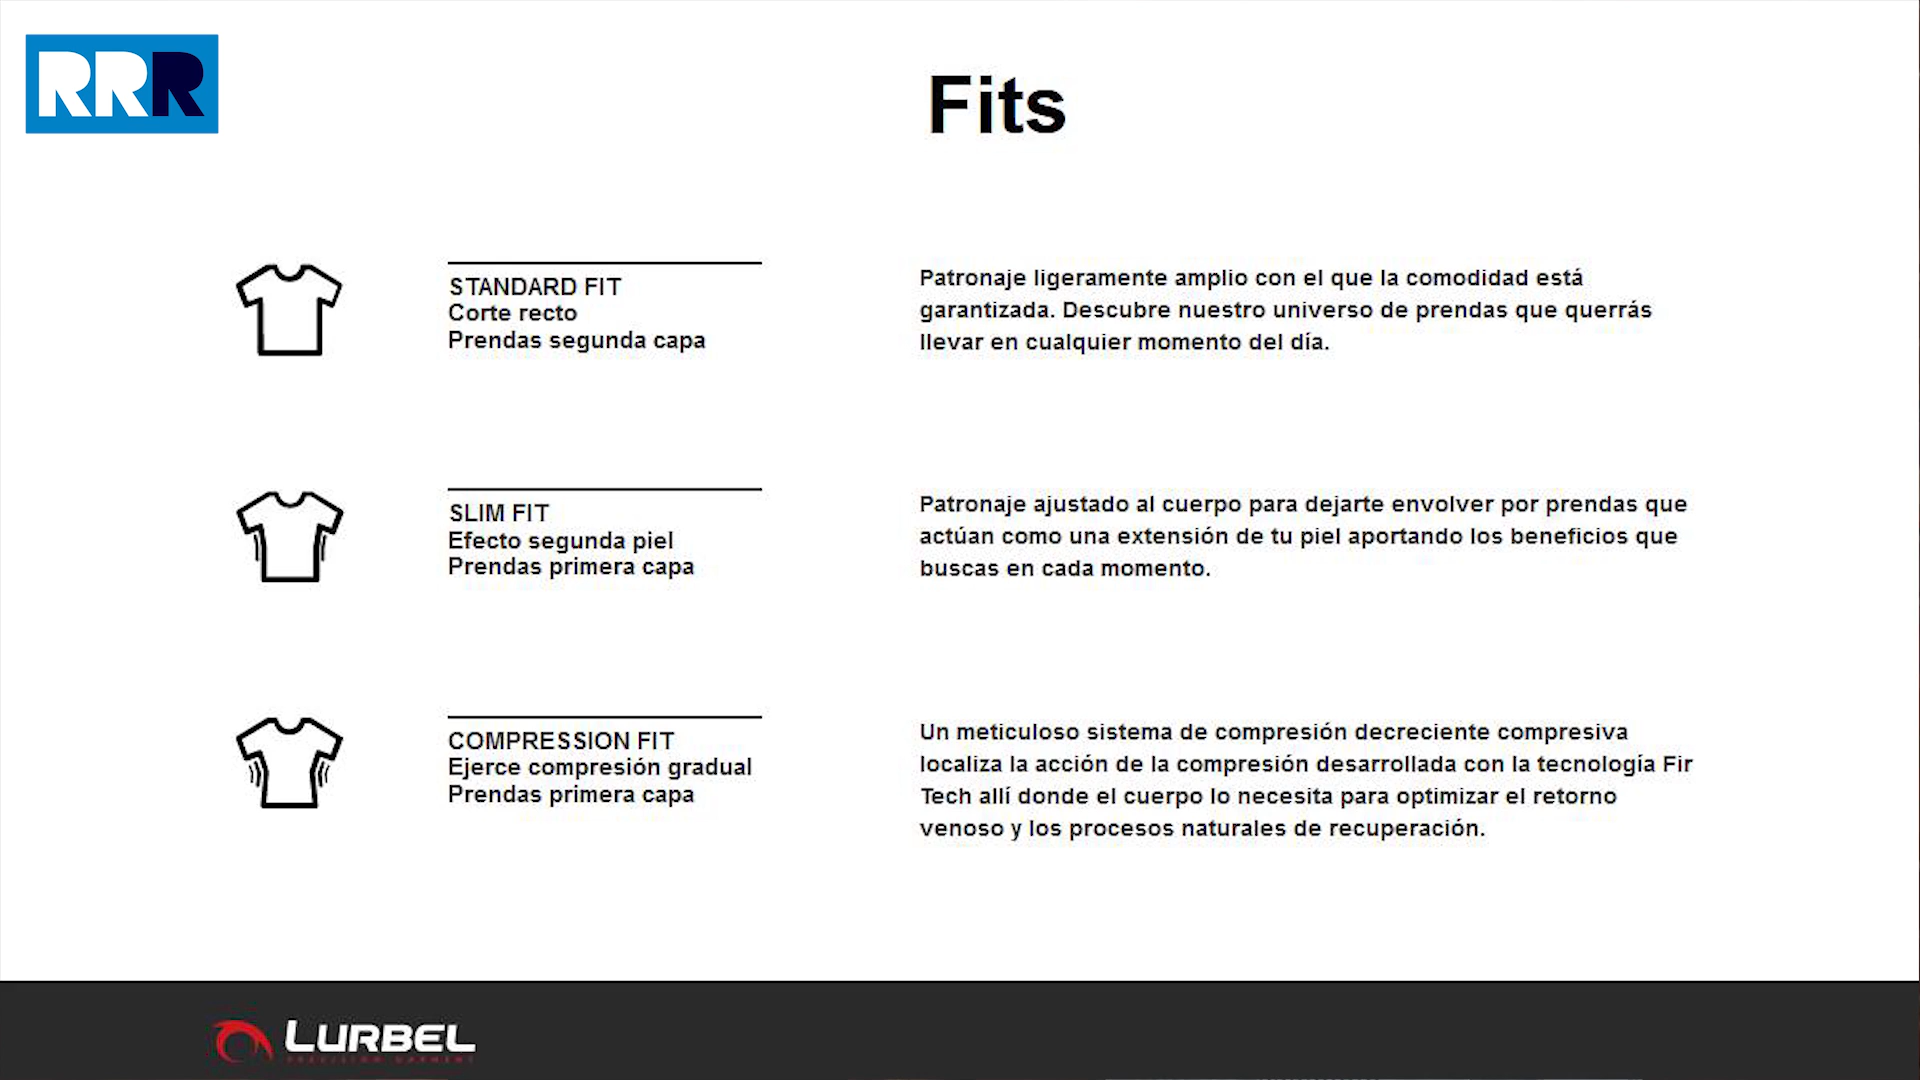 RRR
Fits
STANDARD FIT
Corte recto
Prendas segunda capa
Patronaje ligeramente amplio con el que la comodidad está
garantizada. Descubre nuestro universo de prendas que querrás
llevar en cualquier momento del día.
SLIM FIT
Efecto segunda piel
Prendas primera capa
Patronaje ajustado al cuerpo para dejarte envolver por prendas que
actúan como una extensión de tu piel aportando los beneficios que
buscas en cada momento.
COMPRESSION FIT
Ejerce compresión gradual
Prendas primera capa
Un meticuloso sistema de compresión decreciente compresiva
localiza la acción de la compresión desarrollada con la tecnología Fir
Tech allí donde el cuerpo lo necesita para optimizar el retorno
venoso y los procesos naturales de recuperación.
LURBEL